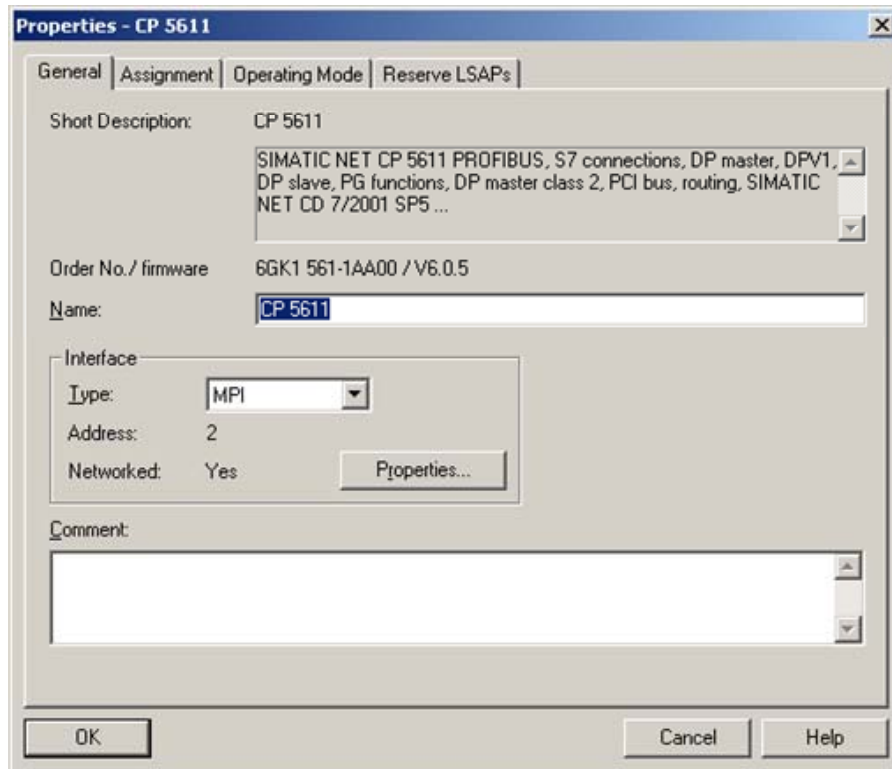 Properties - CP 5611
General
Assignment
Operating Mode
Reserve LSAPs
Short Description:
CP 5611
SIMATIC NET CP 5611 PROFIBUS, S7 connections, DP master, DPV1,
DP slave, PG functions, DP master class 2, PCI bus, routing, SIMATIC
NET CD 7/2001 SP5 ...
Order No./ firmware
6GK1 561-1AA00 / V6.0.5
Name:
CP 5611
Interface
Type:
MPI
Address:
2
Networked:
Yes
Properties...
Comment:
OK
Cancel
Help